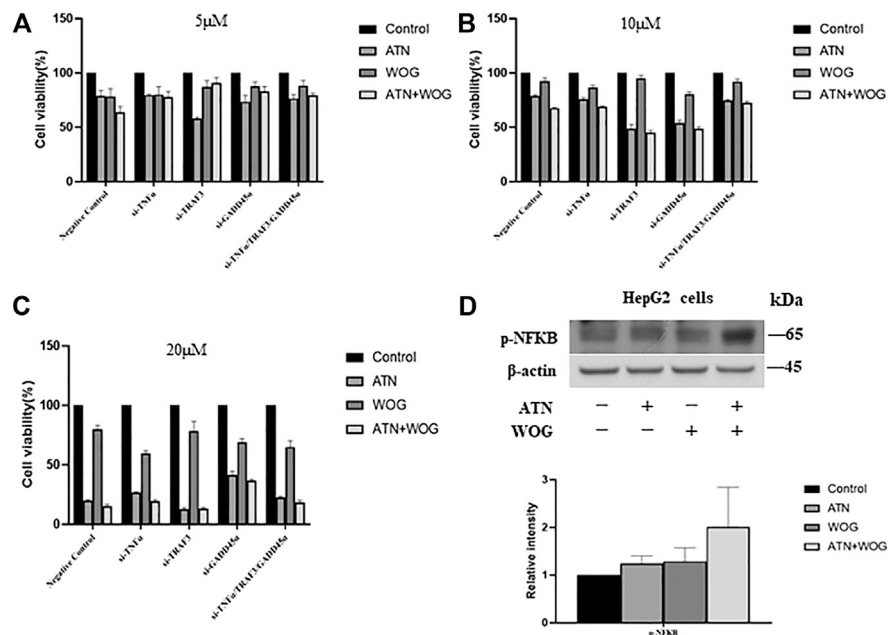 A
5μM
Cell viability(%)
150
100
50
0
Negative Control
si-TNFα
si-TRAF3
si-GADD45α
si-TNFα/TRAF3/GADD45α
Control
ATN
WOG
ATN+WOG
B
10μM
Cell viability(%)
150
100
50
0
Negative Control
si-TNFα
si-TRAF3
si-GADD45α
si-TNFα/TRAF3/GADD45α
Control
ATN
WOG
ATN+WOG
C
20μM
Cell viability(%)
150
100
50
0
Negative Control
si-TNFα
si-TRAF3
si-GADD45α
si-TNFα/TRAF3/GADD45α
Control
ATN
WOG
ATN+WOG
D
HepG2 cells kDa
p-NFKB —65
β-actin —45
ATN − + − +
WOG − − + +
Relative intensity
3
2
1
0
p-NFKB
Control
ATN
WOG
ATN+WOG